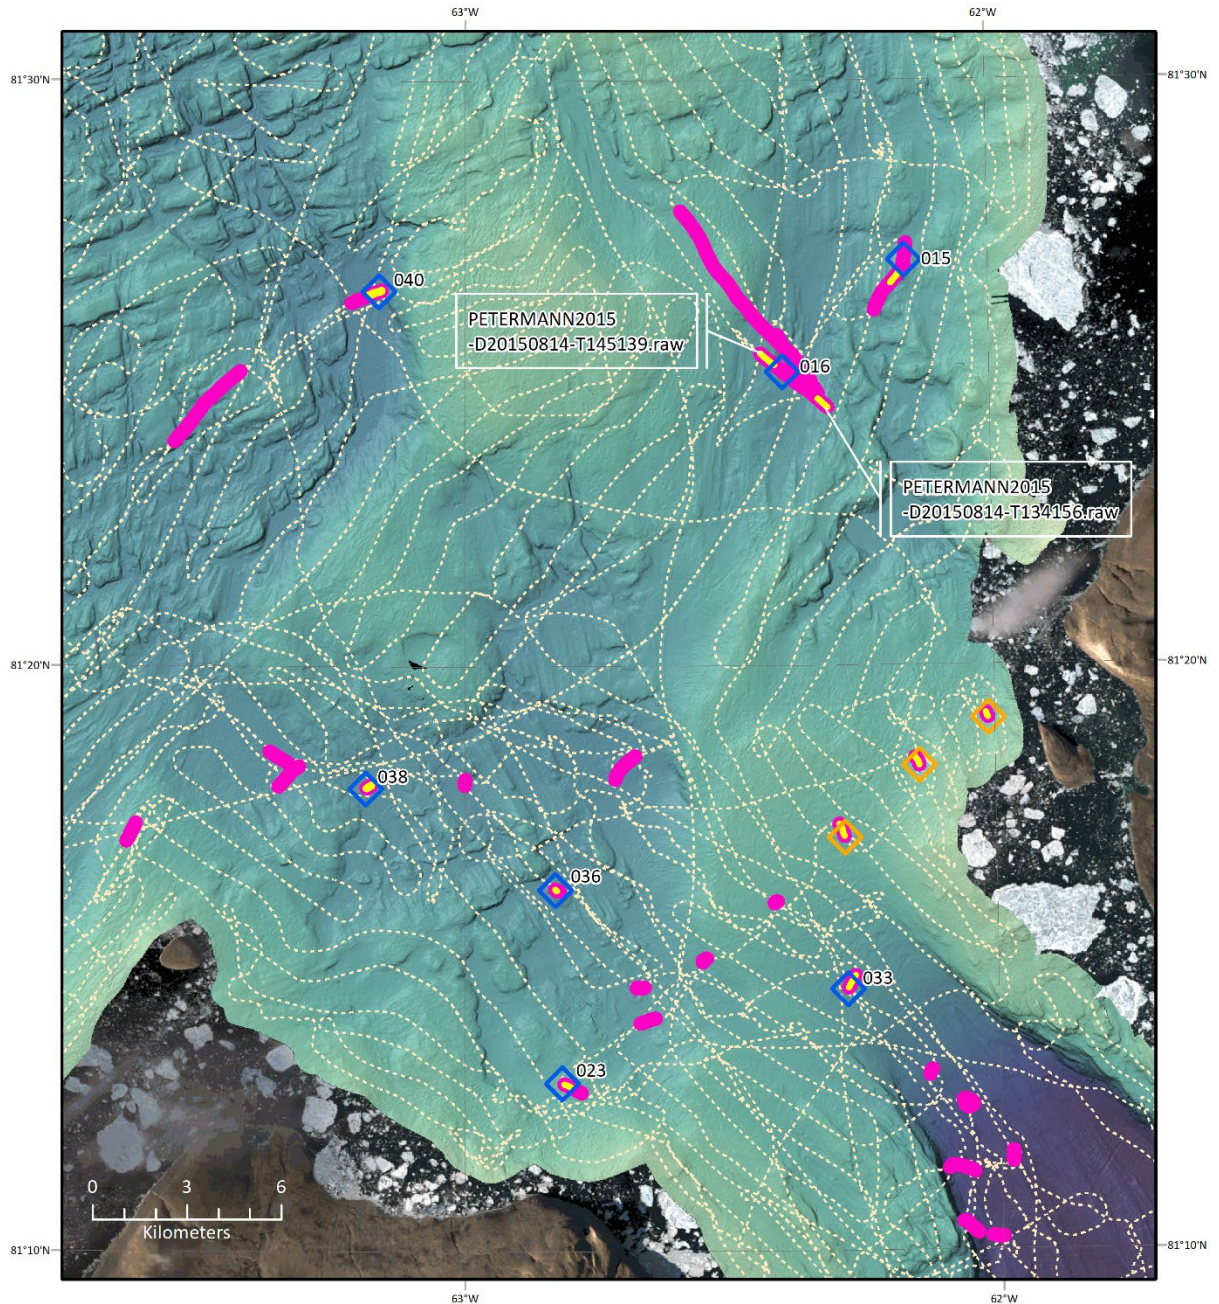 63°W
62°W
81°30'N
81°30'N
015
040
PETERMANN2015
-D20150814-T145139.raw
016
PETERMANN2015
-D20150814-T134156.raw
81°20'N
81°20'N
038
036
033
023
0 3 6
Kilometers
81°10'N
81°10'N
63°W
62°W